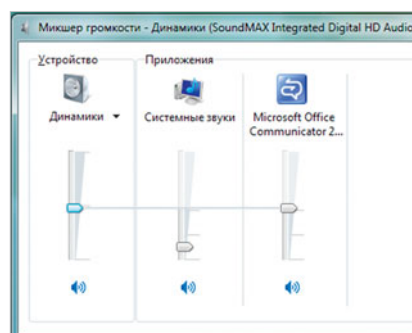 Микшер громкости - Динамики (SoundMAX Integrated Digital HD Audio
Устройство
Приложения
Динамики
Системные звуки
Microsoft Office
Communicator 2...